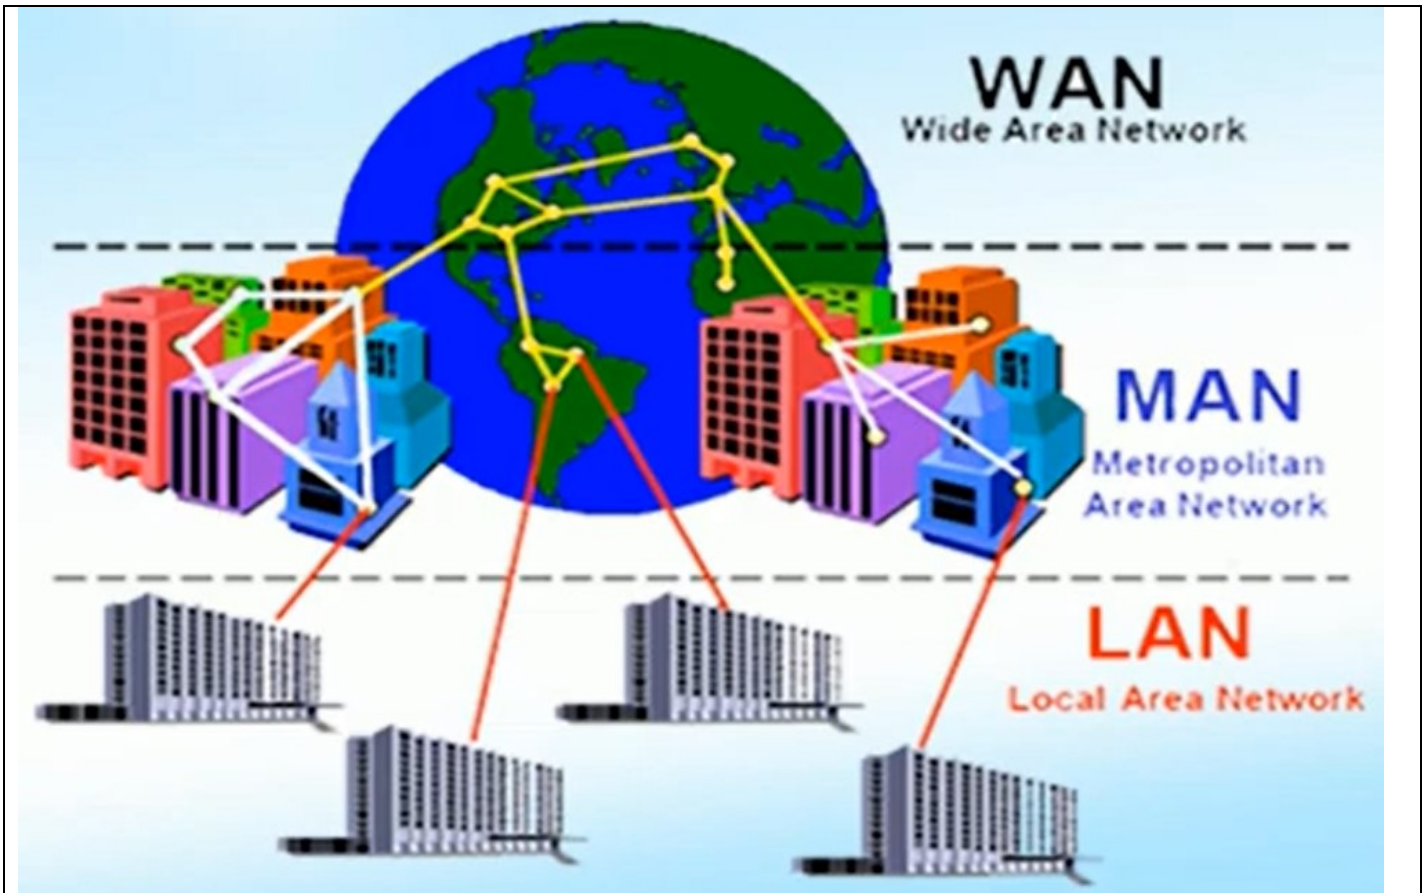 WAN
Wide Area Network
MAN
Metropolitan
Area Network
LAN
Local Area Network